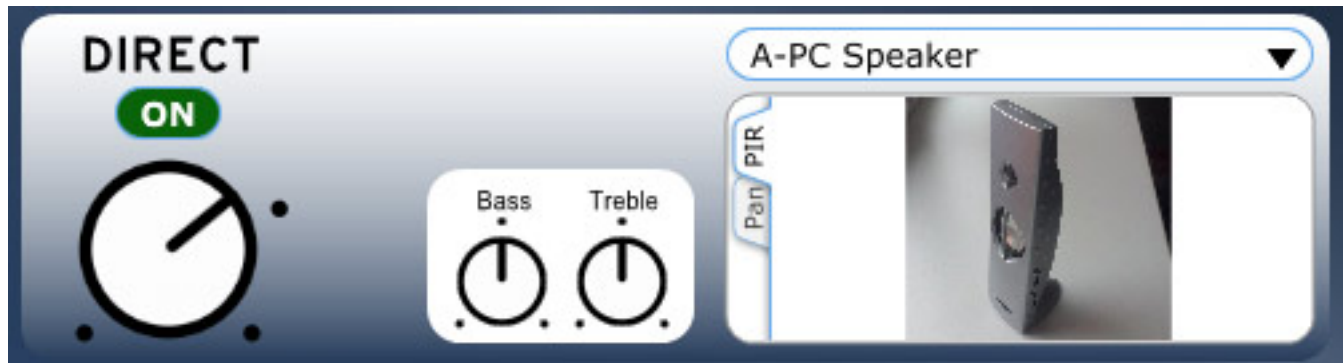 DIRECT
ON
Bass
Treble
A-PC Speaker
PIR
Pan